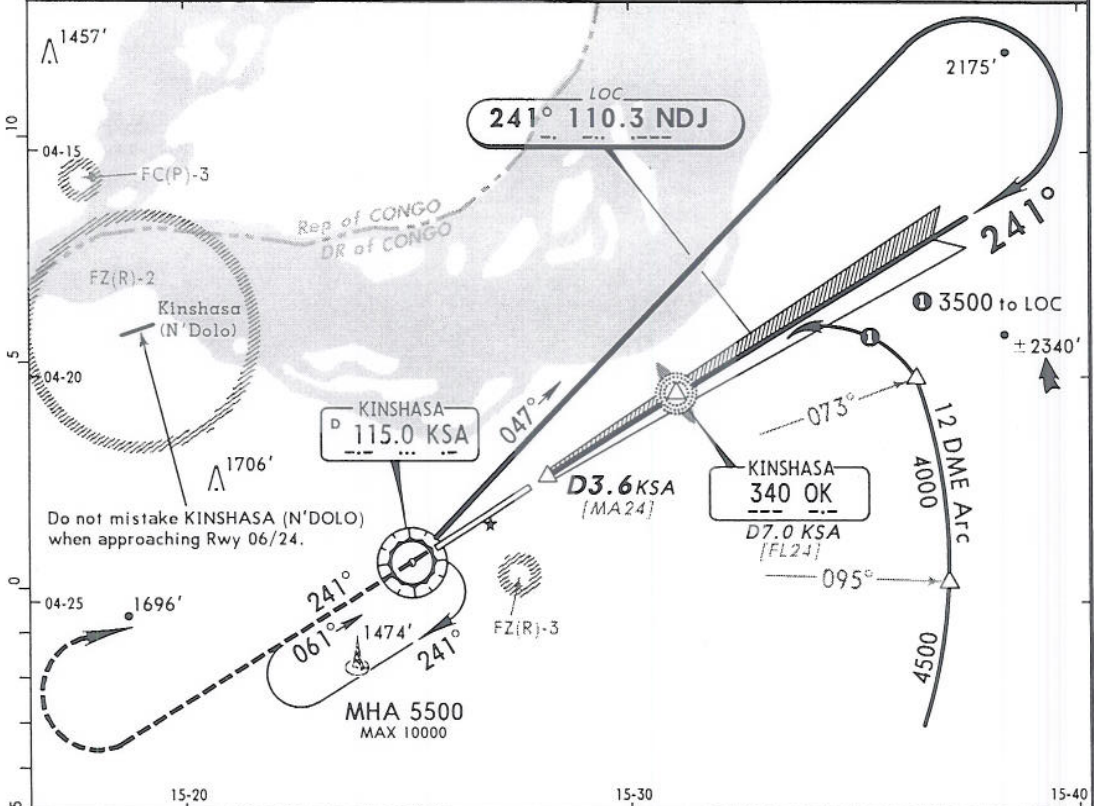 1457'
2175'
LOC
241° 110.3 NDJ
10
04-15
FC(P)-3
Rep of CONGO
DR of CONGO
241°
FZ(R)-2
Kinshasa
(N'Dolo)
1 3500 to LOC
1
±2340'
5
04-20
073°
12 DME Arc
4000
KINSHASA
D 115.0 KSA
047°
1706'
D3.6 KSA
[MA24]
KINSHASA
340 OK
D7.0 KSA
[FL24]
Do not mistake KINSHASA (N'DOLO)
when approaching Rwy 06/24.
095°
0
04-25
1696'
241°
061°
1474'
241°
FZ(R)-3
4500
MHA 5500
MAX 10000
5
15-20
15-30
15-40